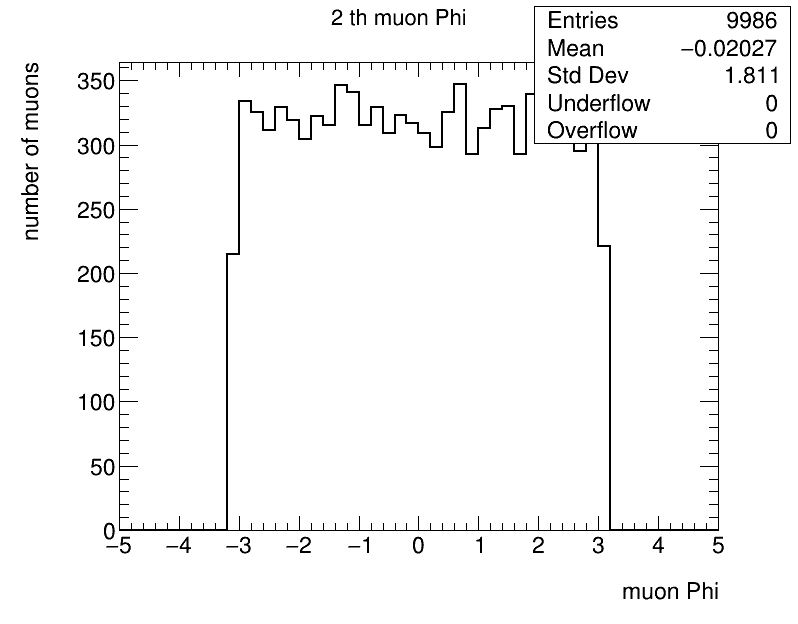 2 th muon Phi
Entries 9986
Mean −0.02027
Std Dev 1.811
Underflow 0
Overflow 0
number of muons
350
300
250
200
150
100
50
0
−5 −4 −3 −2 −1 0 1 2 3 4 5
muon Phi